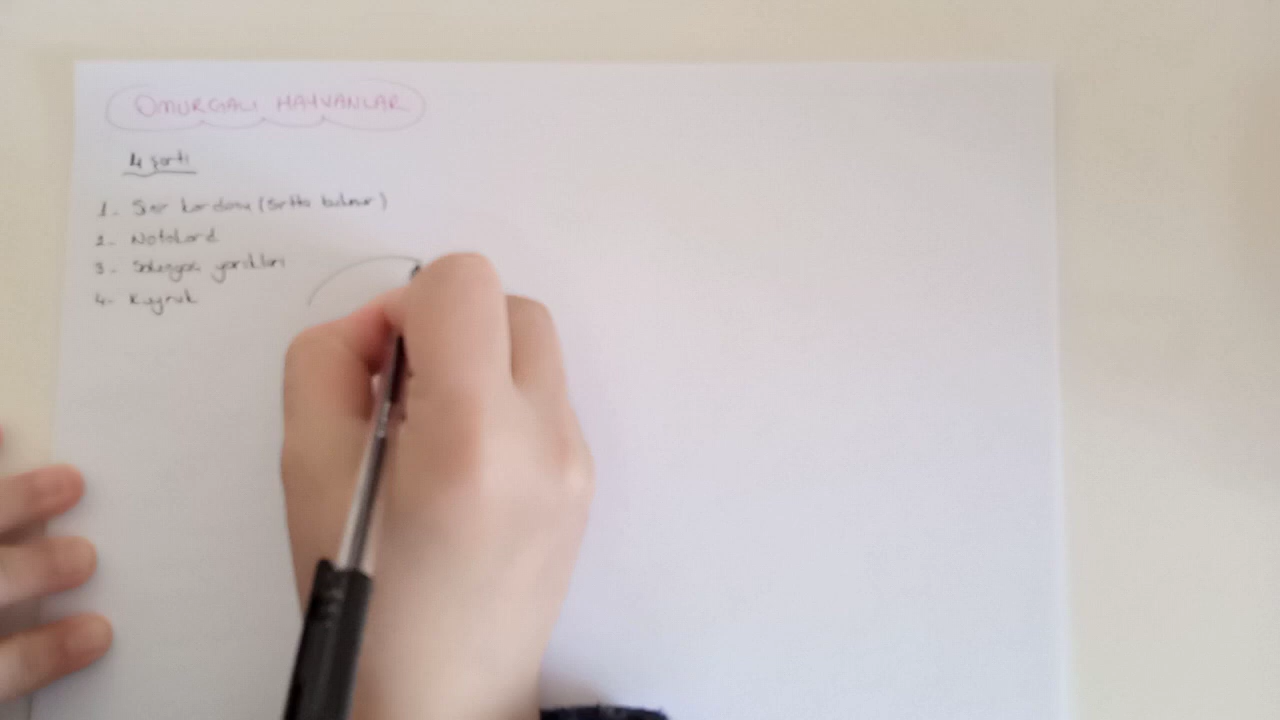 OMURGALI HAYVANLAR
4 şartı
1- Sinir kordonu (Sırtta bulunur)
2- Notokord
3- Solungaç yarıkları
4- Kuyruk